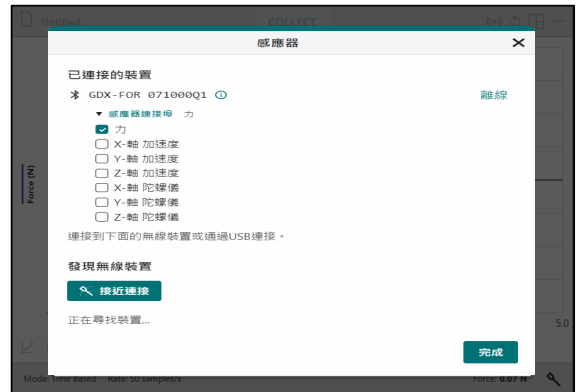 Untitled
COLLECT
感應器
已連接的裝置
GDX-FOR 071000Q1
離線
感應器連接埠 力
力
X-軸 加速度
Y-軸 加速度
Z-軸 加速度
X-軸 陀螺儀
Y-軸 陀螺儀
Z-軸 陀螺儀
連接到下面的無線裝置或通過USB連接。
發現無線裝置
接近連接
正在尋找裝置...
完成
Force (N)
5.0
Mode: Time Based Rate: 50 samples/s
Force: 0.07 N